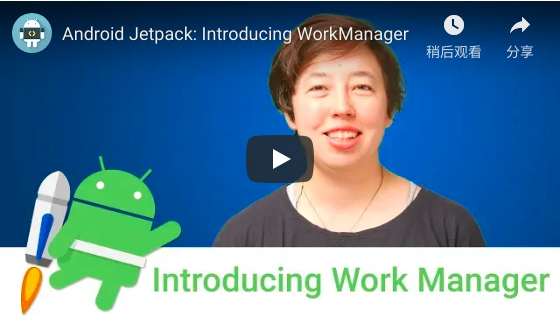 Android Jetpack: Introducing WorkManager
稍后观看
分享
Introducing Work Manager